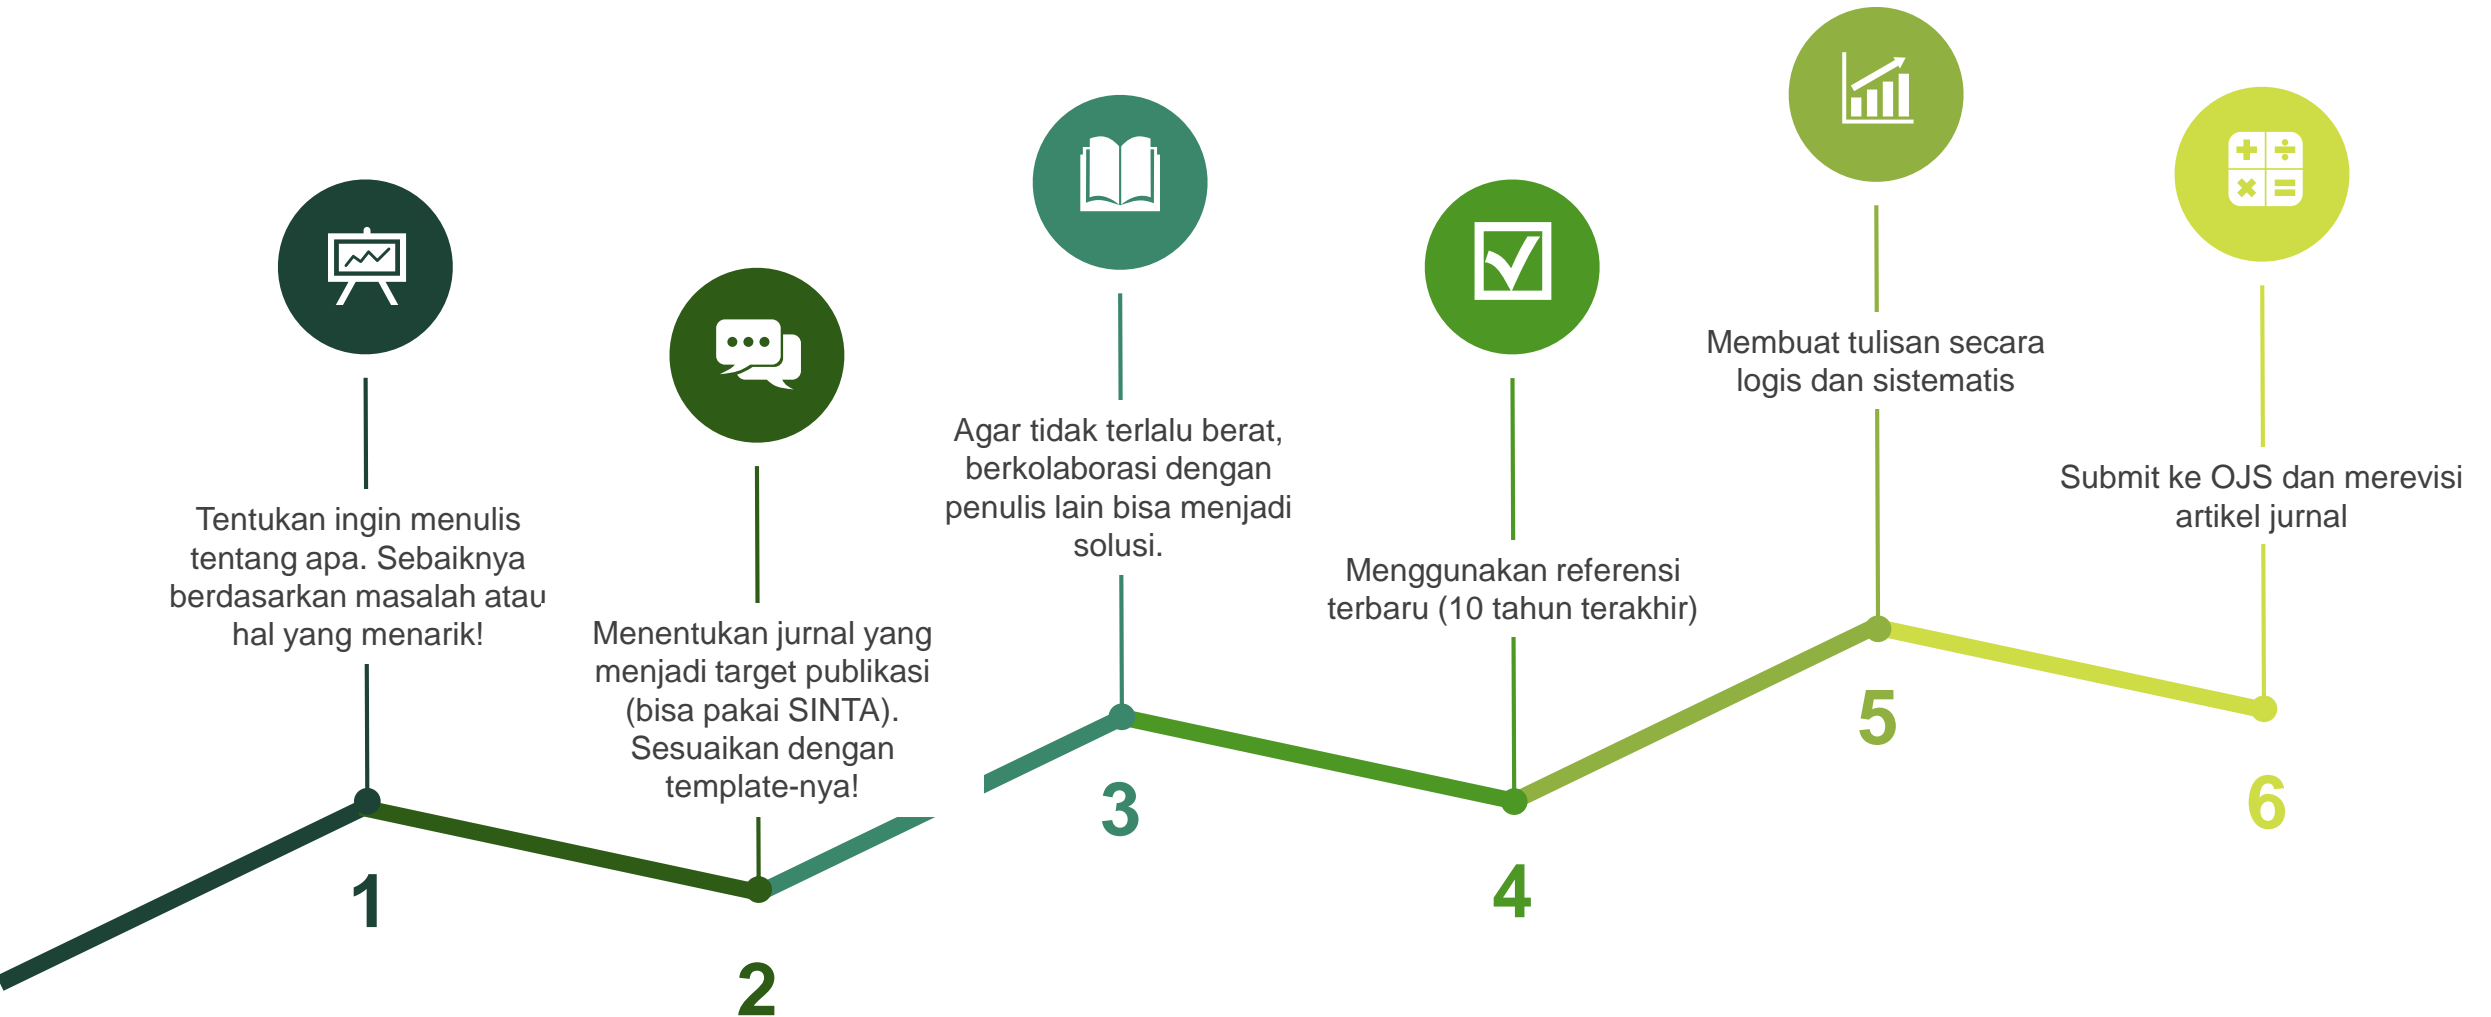 Tentukan ingin menulis
tentang apa. Sebaiknya
berdasarkan masalah atau
hal yang menarik!
1
Menentukan jurnal yang
menjadi target publikasi
(bisa pakai SINTA).
Sesuaikan dengan
template-nya!
2
Agar tidak terlalu berat,
berkolaborasi dengan
penulis lain bisa menjadi
solusi.
3
Menggunakan referensi
terbaru (10 tahun terakhir)
4
Membuat tulisan secara
logis dan sistematis
5
Submit ke OJS dan merevisi
artikel jurnal
6